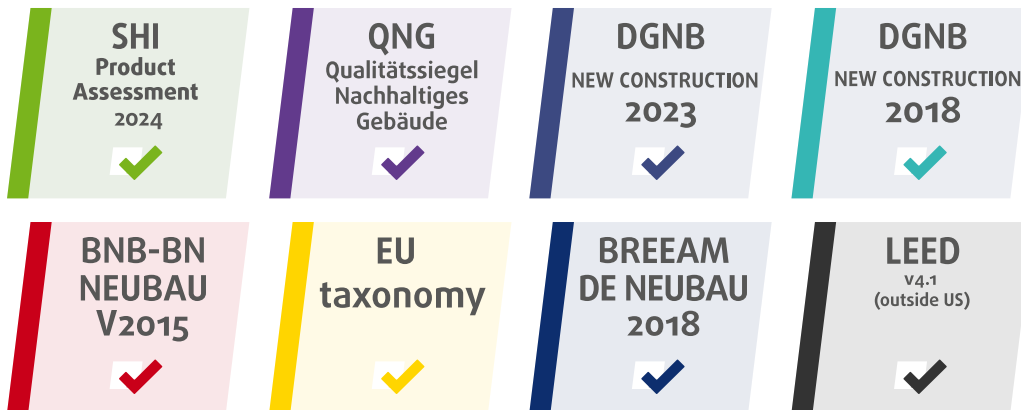 SHI
Product
Assessment
2024
QNG
Qualitätssiegel
Nachhaltiges
Gebäude
DGNB
NEW CONSTRUCTION
2023
DGNB
NEW CONSTRUCTION
2018
BNB-BN
NEUBAU
V2015
EU
taxonomy
BREEAM
DE NEUBAU
2018
LEED
v4.1
(outside US)